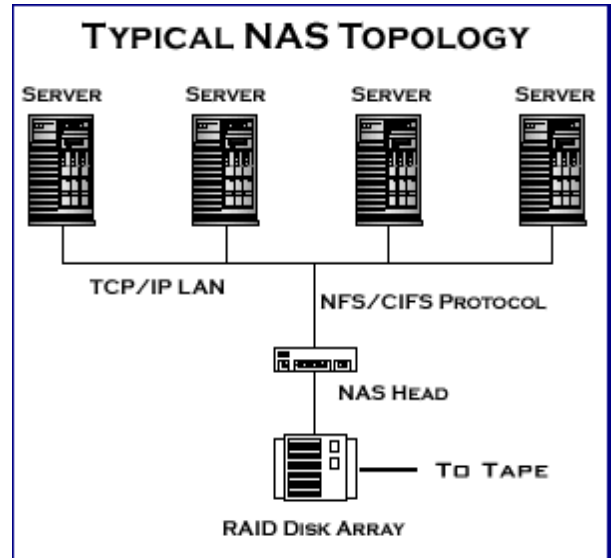 TYPICAL NAS TOPOLOGY
SERVER SERVER SERVER SERVER
TCP/IP LAN
NFS/CIFS PROTOCOL
NAS HEAD
TO TAPE
RAID DISK ARRAY